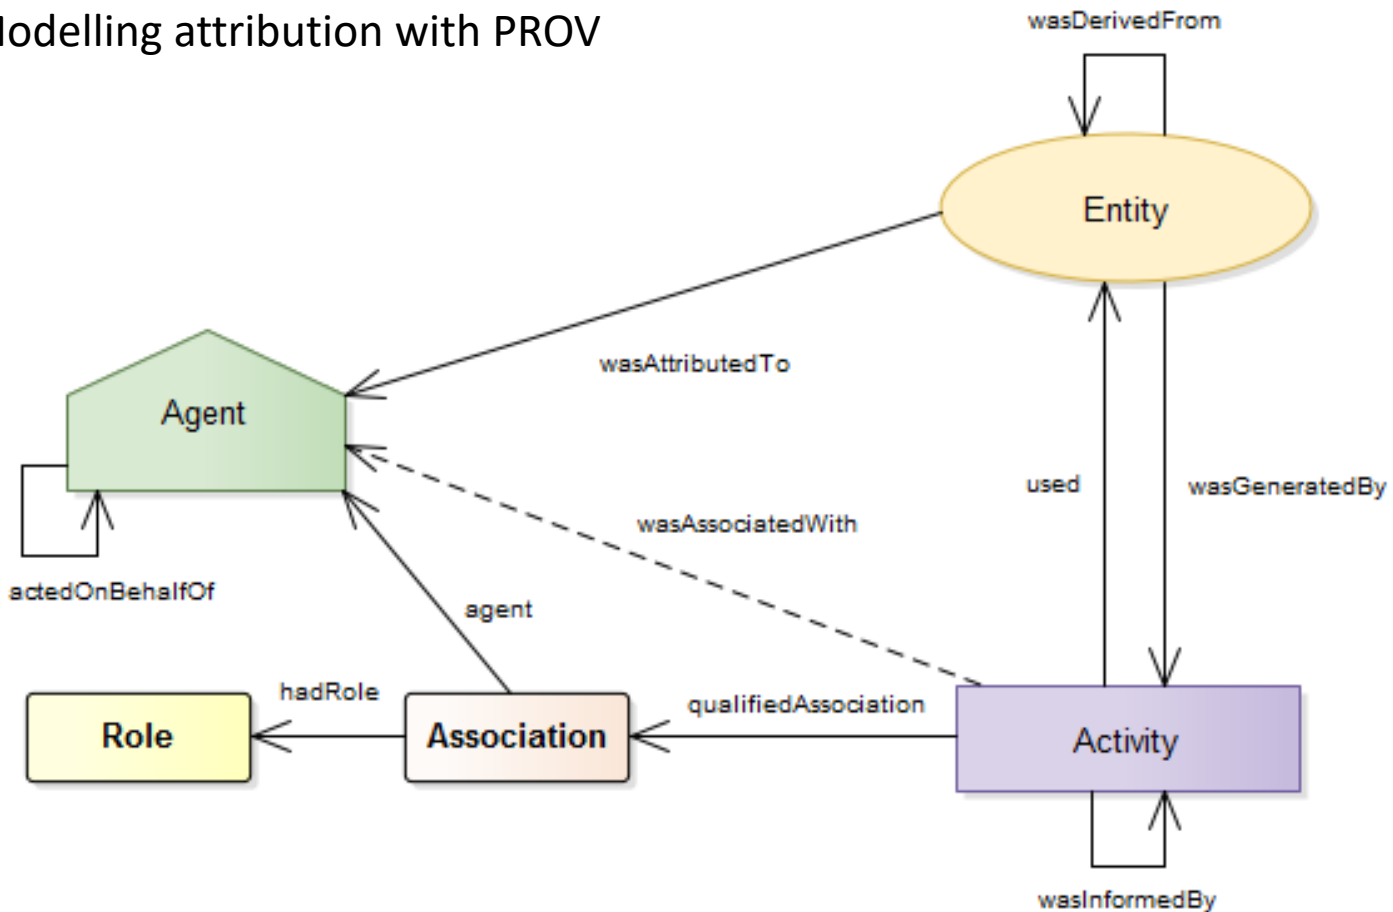 odelling attribution with PROV
wasDerivedFrom
Entity
wasAttributedTo
Agent
used
wasGeneratedBy
wasAssociatedWith
actedOnBehalfOf
agent
hadRole
qualifiedAssociation
Role
Association
Activity
wasInformedBy